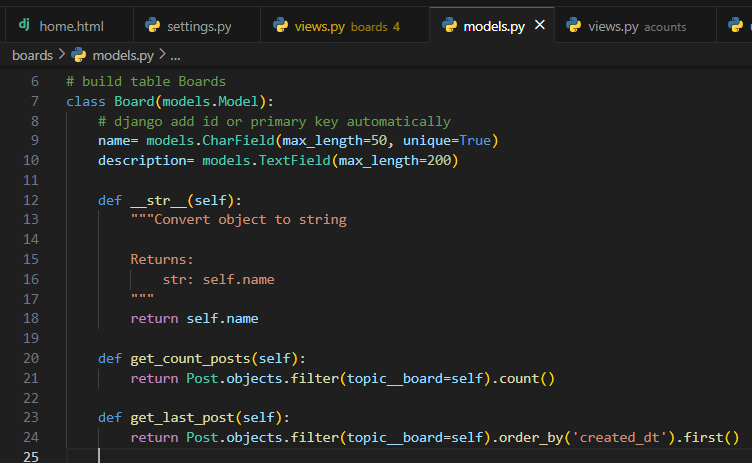 home.html settings.py views.py boards 4 models.py views.py acounts
boards > models.py > ...
6 # build table Boards
7 class Board(models.Model):
8 # django add id or primary key automatically
9 name= models.CharField(max_length=50, unique=True)
10 description= models.TextField(max_length=200)
11
12 def __str__(self):
13 """Convert object to string
14
15 Returns:
16 str: self.name
17 """
18 return self.name
19
20 def get_count_posts(self):
21 return Post.objects.filter(topic__board=self).count()
22
23 def get_last_post(self):
24 return Post.objects.filter(topic__board=self).order_by('created_dt').first()
25